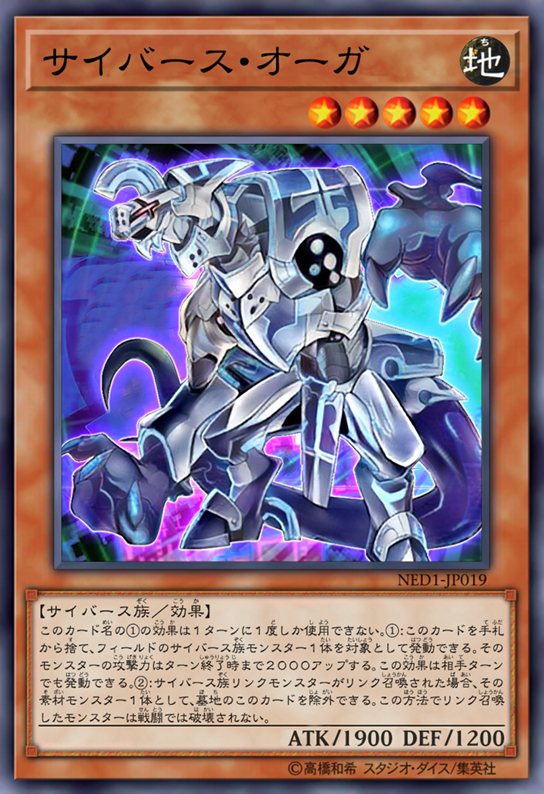 サイバース・オーガ
地
NED1-JP019
【サイバース族／効果】
このカード名の①の効果は１ターンに１度しか使用できない。①：このカードを手札
から捨て、フィールドのサイバース族モンスター１体を対象として発動できる。その
モンスターの攻撃力はターン終了時まで２０００アップする。この効果は相手ターン
でも発動できる。②：サイバース族リンクモンスターがリンク召喚された場合、その
素材モンスター１体として、墓地のこのカードを除外できる。この方法でリンク召喚
したモンスターは戦闘では破壊されない。
ATK/1900 DEF/1200
©高橋和希 スタジオ・ダイス/集英社